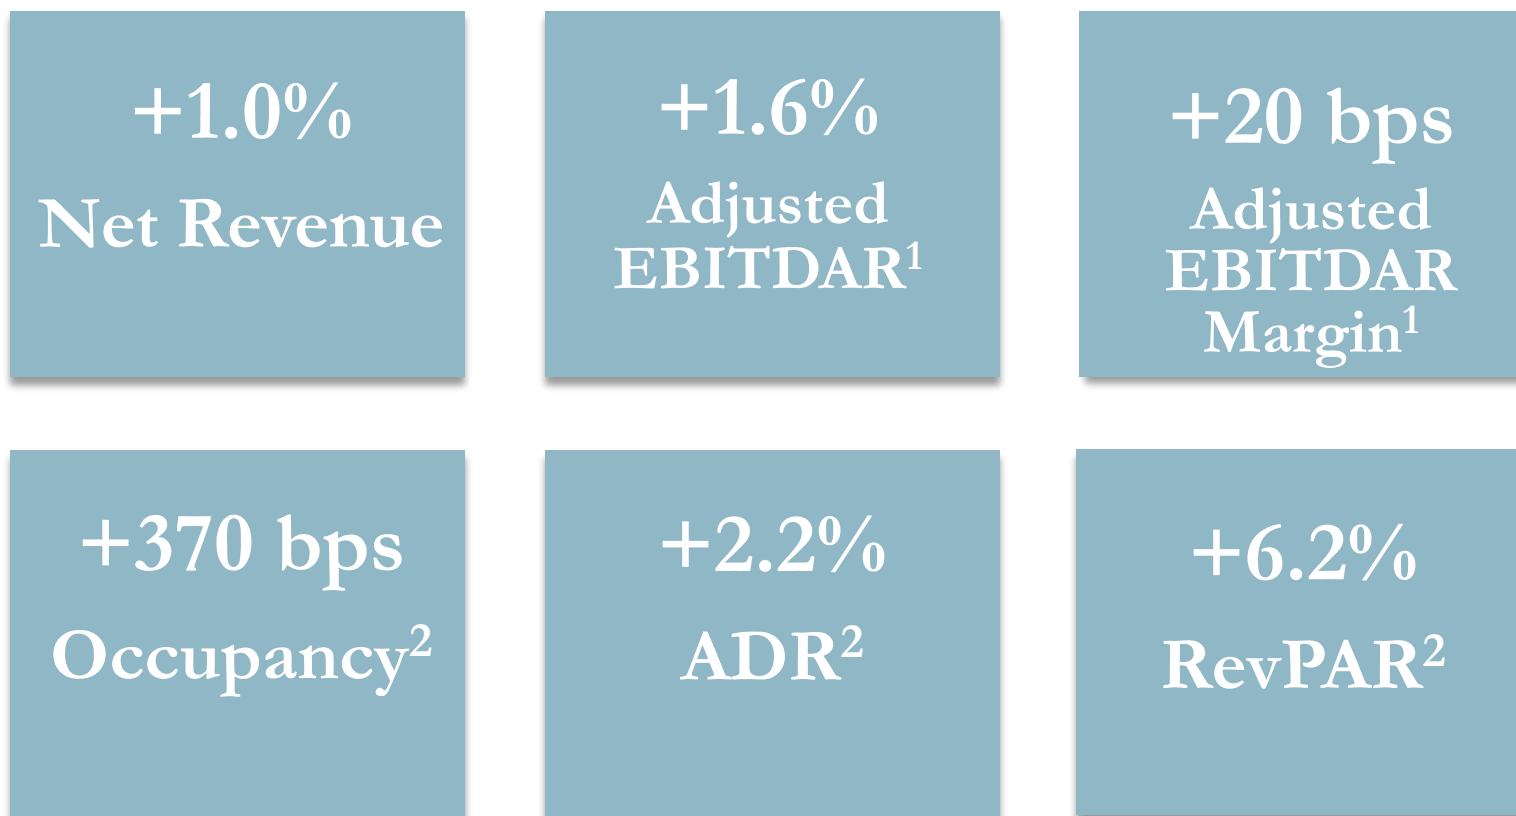 +1.0%
Net Revenue
+1.6%
Adjusted
EBITDAR¹
+20 bps
Adjusted
EBITDAR
Margin¹
+370 bps
Occupancy²
+2.2%
ADR²
+6.2%
RevPAR²